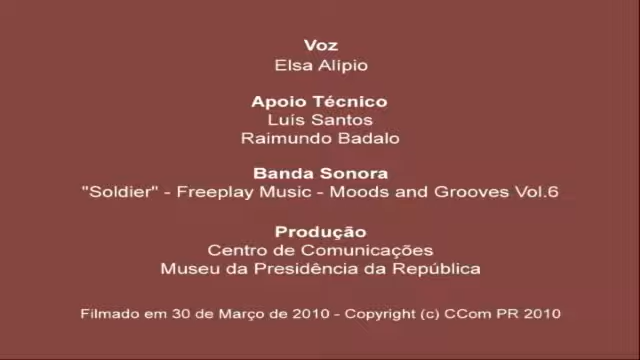 Voz
Elsa Alípio
Apoio Técnico
Luís Santos
Raimundo Badalo
Banda Sonora
"Soldier" - Freeplay Music - Moods and Grooves Vol.6
Produção
Centro de Comunicações
Museu da Presidência da República
Filmado em 30 de Março de 2010 - Copyright (c) CCom PR 2010